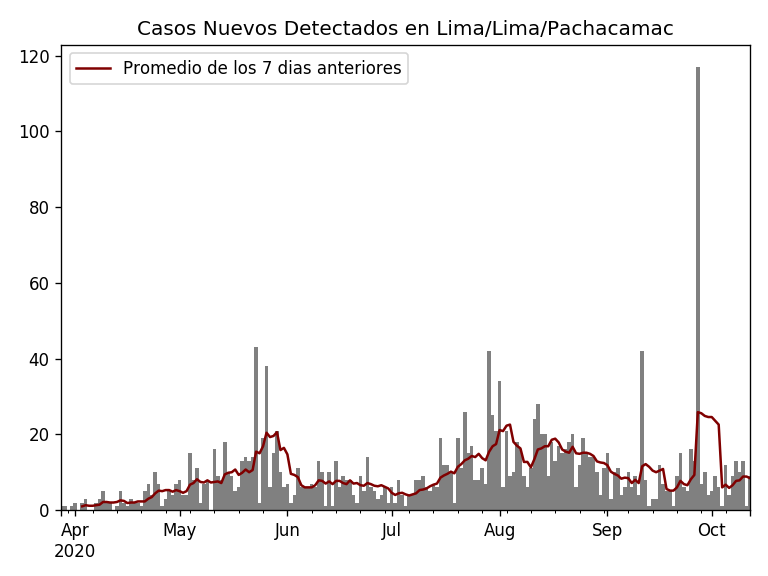 Casos Nuevos Detectados en Lima/Lima/Pachacamac
Promedio de los 7 dias anteriores
120
100
80
60
40
20
0
Apr May Jun Jul Aug Sep Oct
2020